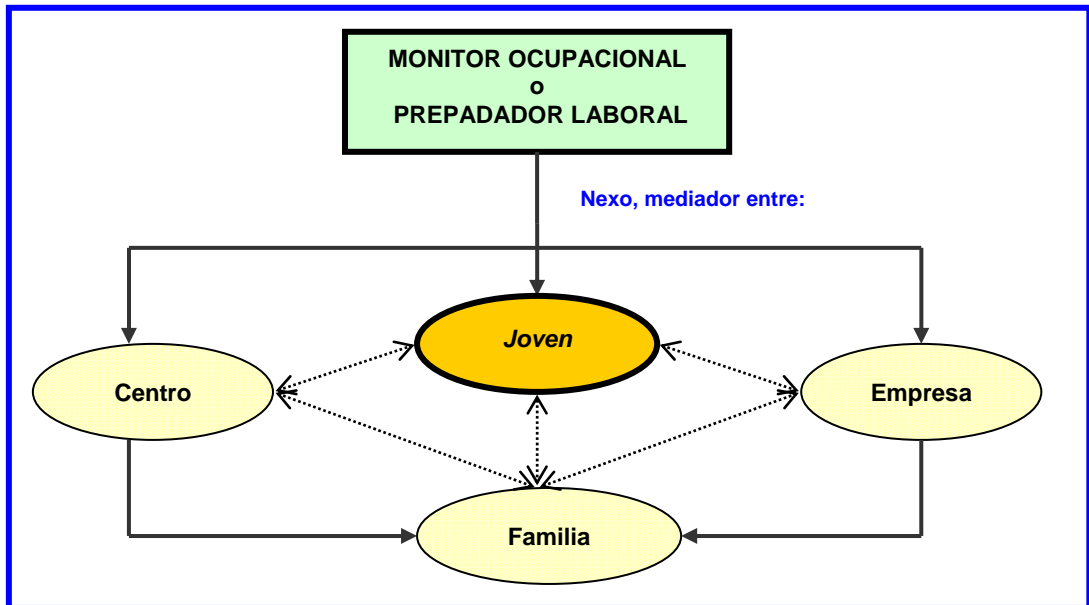 MONITOR OCUPACIONAL
o
PREPADADOR LABORAL
Nexo, mediador entre:
Joven
Centro
Empresa
Familia